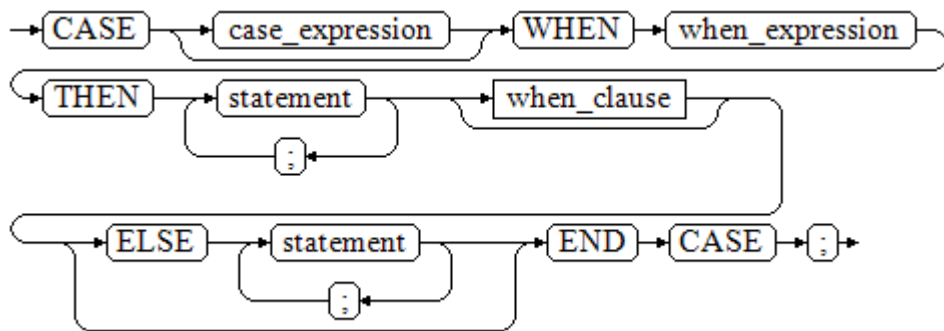 CASE case_expression WHEN when_expression
THEN statement when_clause
;
ELSE statement END CASE ;
;